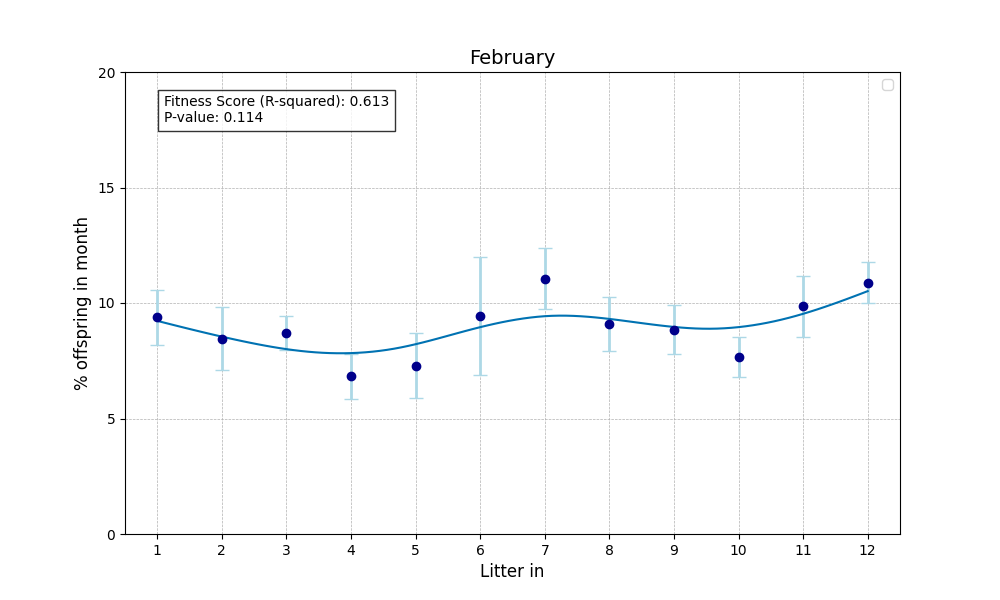 February
Fitness Score (R-squared): 0.613
P-value: 0.114
% offspring in month
20
15
10
5
0
1 2 3 4 5 6 7 8 9 10 11 12
Litter in